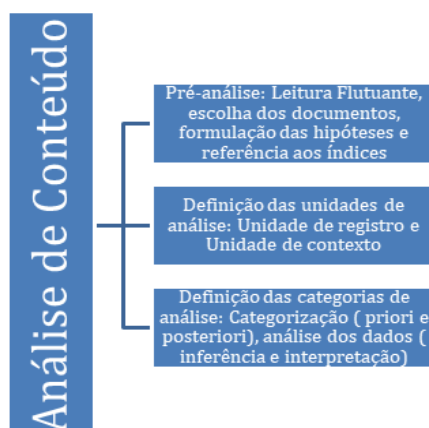 Análise de Conteúdo
Pré-análise: Leitura Flutuante,
escolha dos documentos,
formulação das hipóteses e
referência aos índices
Definição das unidades de
análise: Unidade de registro e
Unidade de contexto
Definição das categorias de
análise: Categorização ( priori e
posteriori), análise dos dados (
inferência e interpretação)